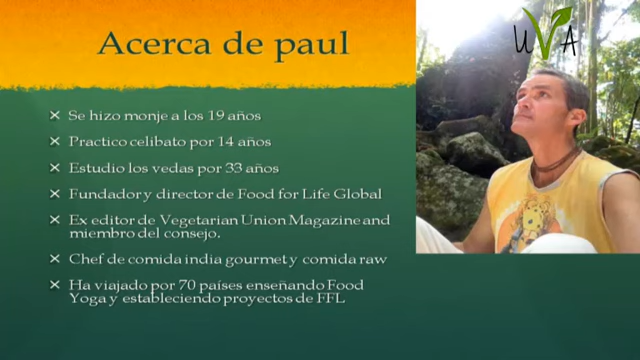 Acerca de paul
UVA
Se hizo monje a los 19 años
Practico celibato por 14 años
Estudio los vedas por 33 años
Fundador y director de Food for Life Global
Ex editor de Vegetarian Union Magazine and
miembro del consejo.
Chef de comida india gourmet y comida raw
Ha viajado por 70 países enseñando Food
Yoga y estableciendo proyectos de FFL